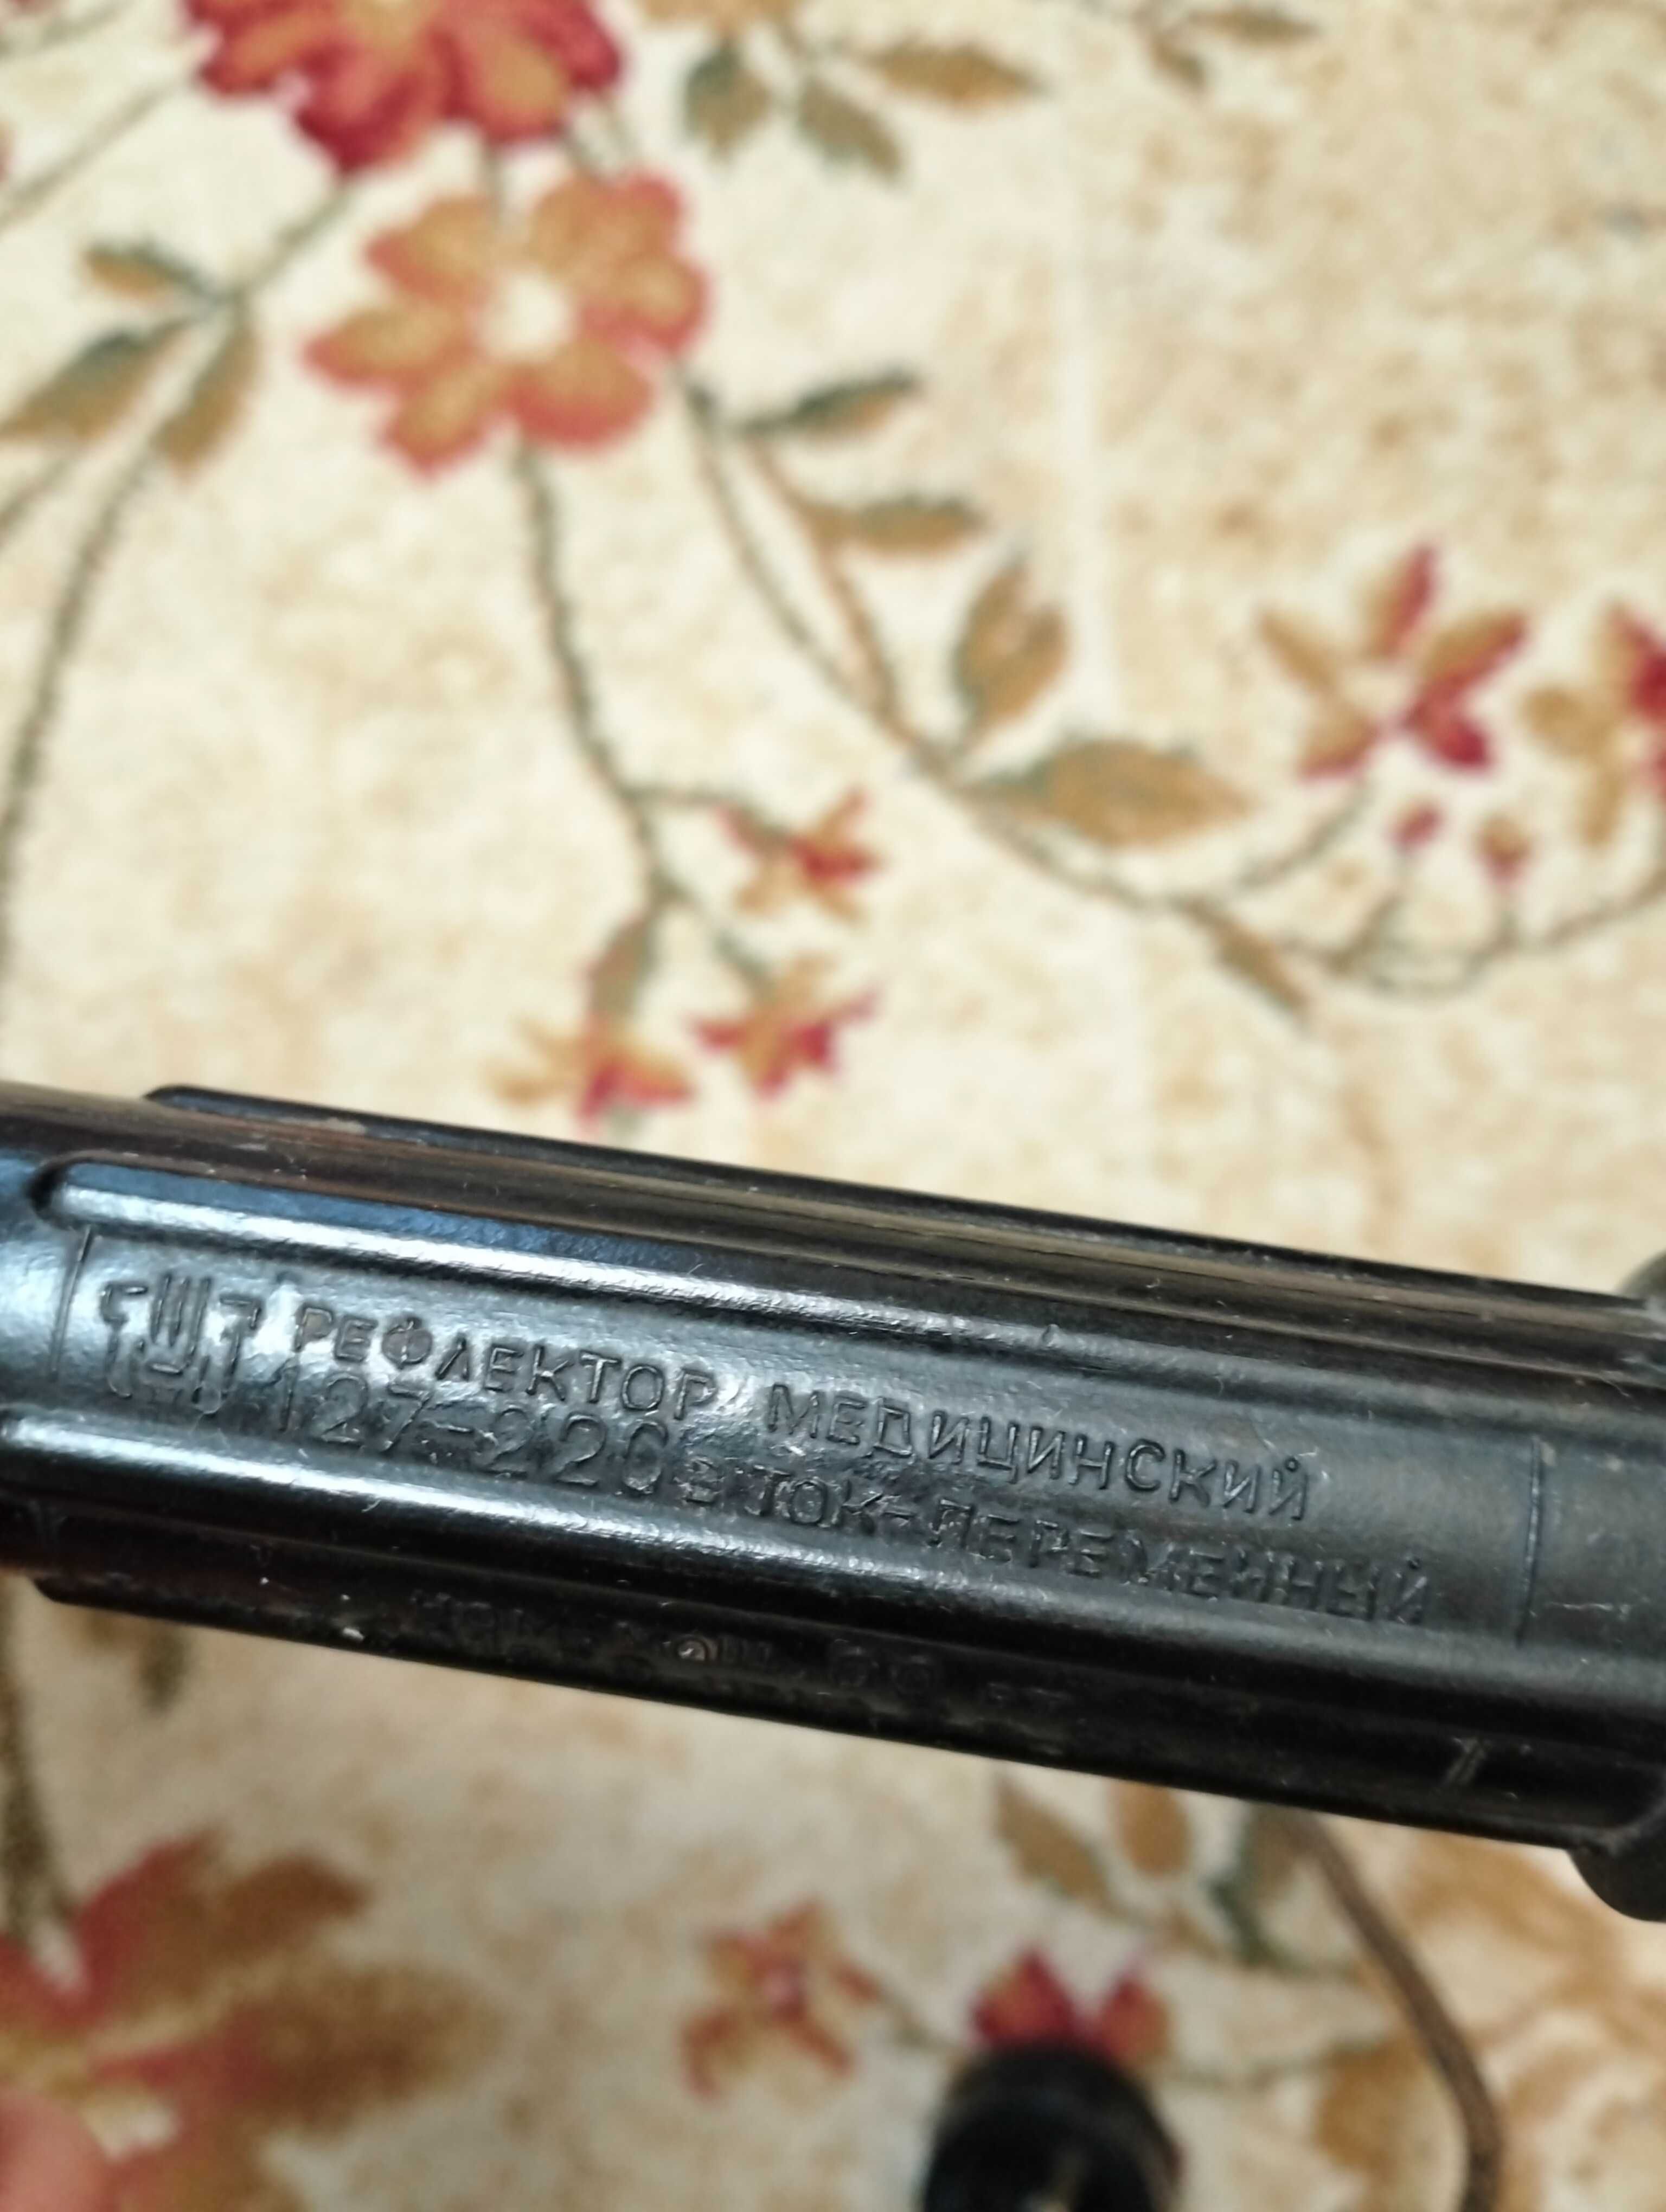 РЕФЛЕКТОР МЕДИЦИНСКИЙ
127-220 В ТОК-ПЕРЕМЕННЫЙ